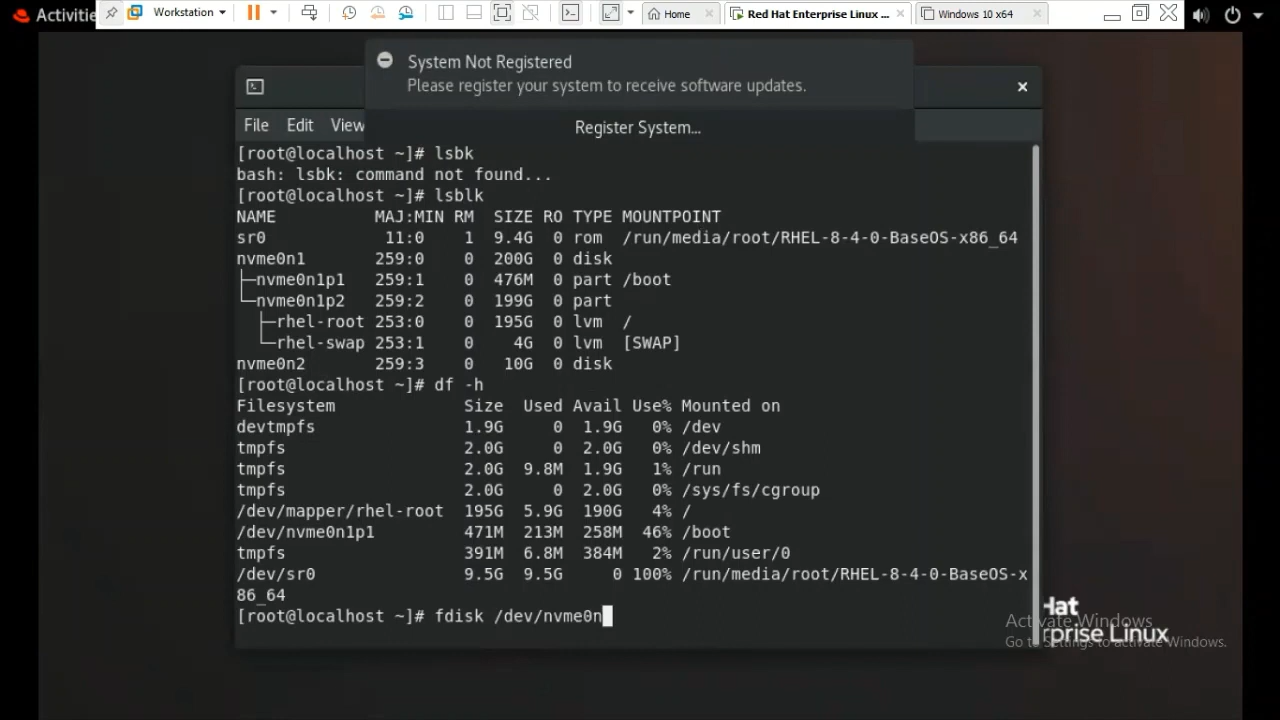 Activities
Workstation
Home
Red Hat Enterprise Linux ...
Windows 10 x64
System Not Registered
Please register your system to receive software updates.
Register System...
File Edit View
[root@localhost ~]# lsbk
bash: lsbk: command not found...
[root@localhost ~]# lsblk
NAME MAJ:MIN RM SIZE RO TYPE MOUNTPOINT
sr0 11:0 1 9.4G 0 rom /run/media/root/RHEL-8-4-0-BaseOS-x86_64
nvme0n1 259:0 0 200G 0 disk
├─nvme0n1p1 259:1 0 476M 0 part /boot
└─nvme0n1p2 259:2 0 199G 0 part
├─rhel-root 253:0 0 195G 0 lvm /
└─rhel-swap 253:1 0 4G 0 lvm [SWAP]
nvme0n2 259:3 0 10G 0 disk
[root@localhost ~]# df -h
Filesystem Size Used Avail Use% Mounted on
devtmpfs 1.9G 0 1.9G 0% /dev
tmpfs 2.0G 0 2.0G 0% /dev/shm
tmpfs 2.0G 9.8M 1.9G 1% /run
tmpfs 2.0G 0 2.0G 0% /sys/fs/cgroup
/dev/mapper/rhel-root 195G 5.9G 190G 4% /
/dev/nvme0n1p1 471M 213M 258M 46% /boot
tmpfs 391M 6.8M 384M 2% /run/user/0
/dev/sr0 9.5G 9.5G 0 100% /run/media/root/RHEL-8-4-0-BaseOS-x
86_64
[root@localhost ~]# fdisk /dev/nvme0n
Hat
Activate Windows
rprise Linux
Go to Settings to activate Windows.